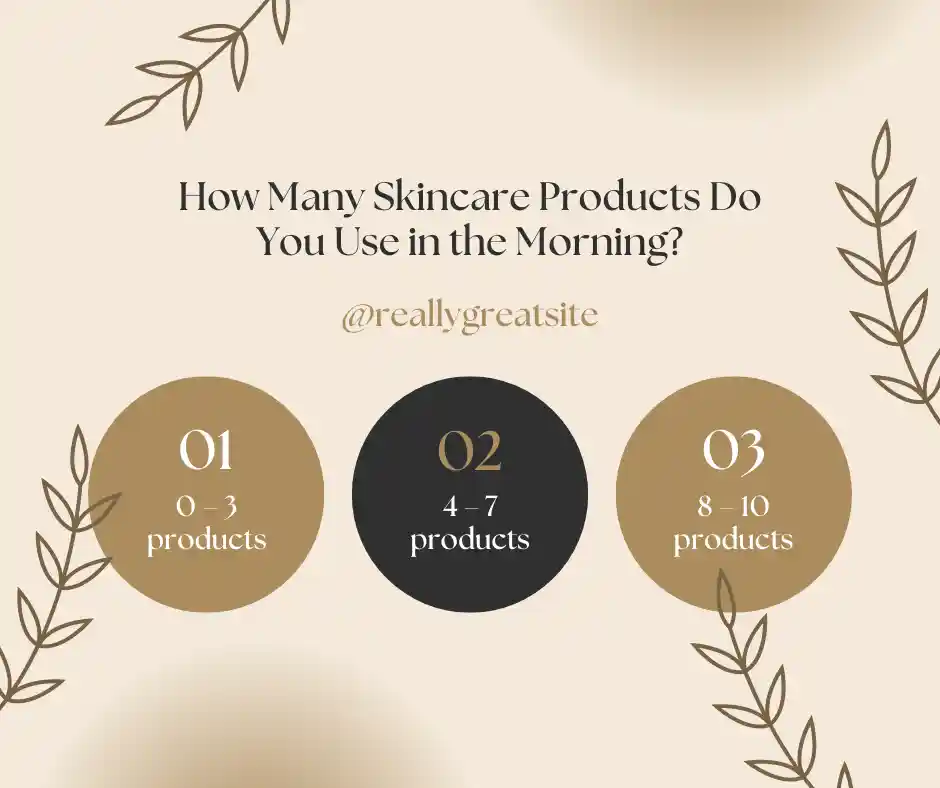 How Many Skincare Products Do
You Use in the Morning?
@reallygreatsite
01
0 – 3
products
02
4 – 7
products
03
8 – 10
products